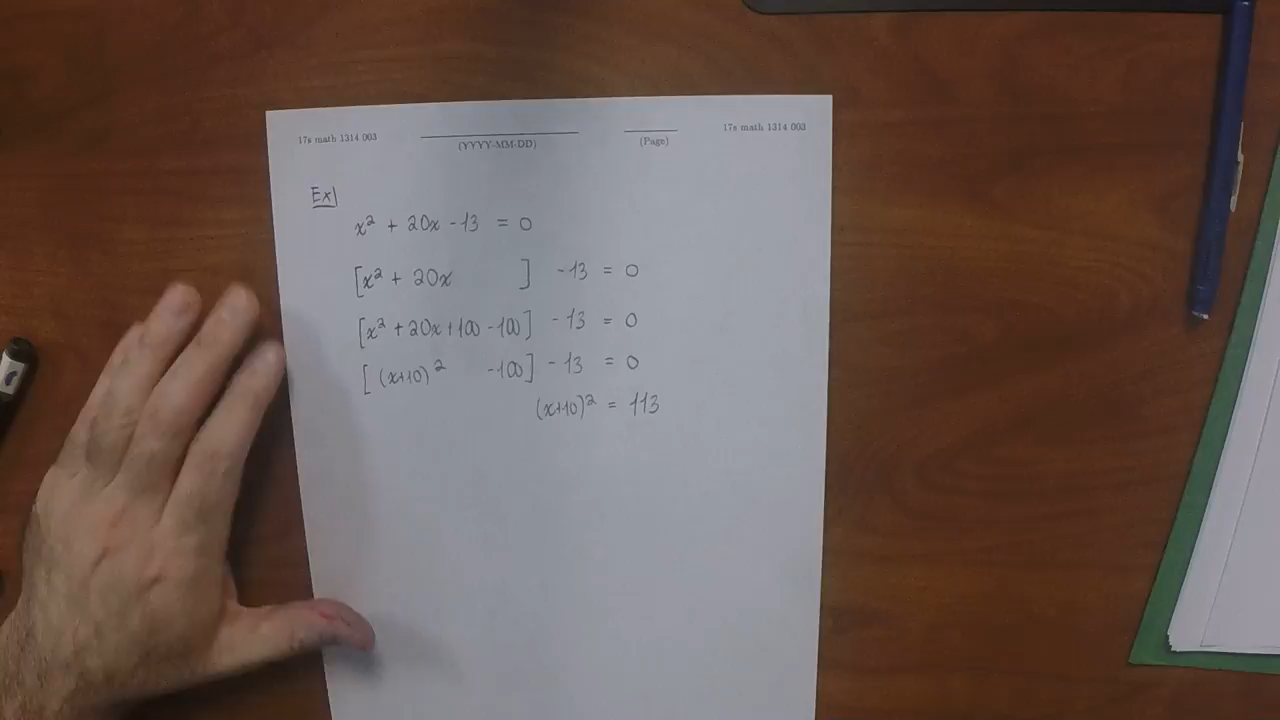 17s math 1314 003 (YYYY-MM-DD) (Page) 17s math 1314 003
Ex
x² + 20x - 13 = 0
[x² + 20x ] - 13 = 0
[x² + 20x + 100 - 100] - 13 = 0
[(x+10)² - 100] - 13 = 0
(x+10)² = 113